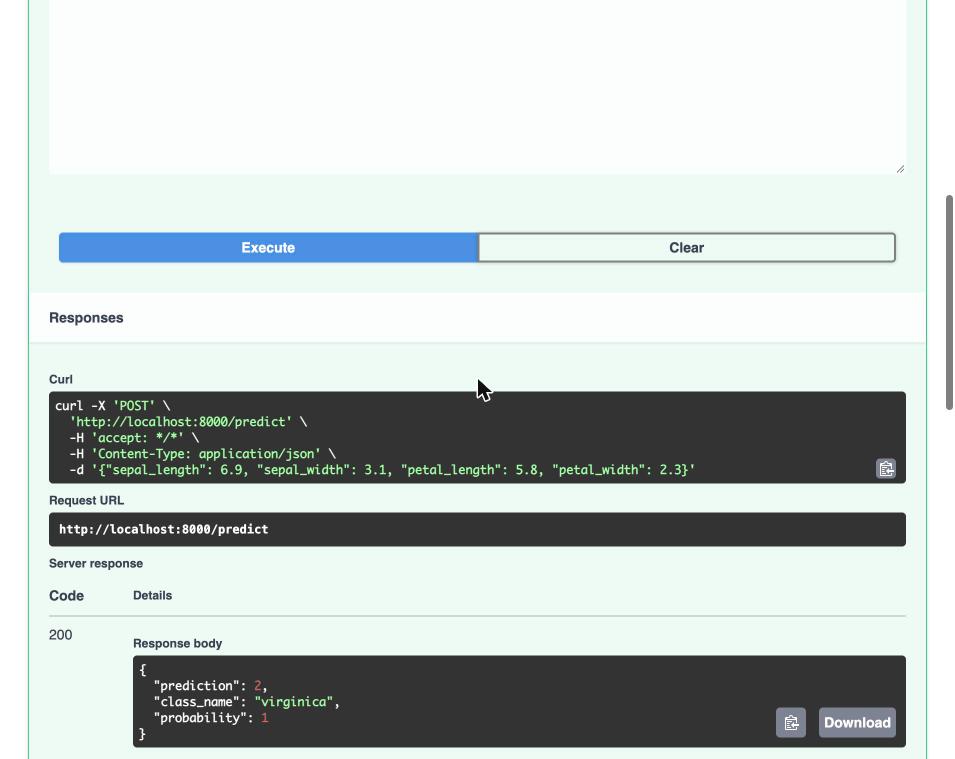 Execute
Clear
Responses
Curl
curl -X 'POST' \
  'http://localhost:8000/predict' \
  -H 'accept: */*' \
  -H 'Content-Type: application/json' \
  -d '{"sepal_length": 6.9, "sepal_width": 3.1, "petal_length": 5.8, "petal_width": 2.3}'
Request URL
http://localhost:8000/predict
Server response
Code
Details
200
Response body
{
  "prediction": 2,
  "class_name": "virginica",
  "probability": 1
}
Download